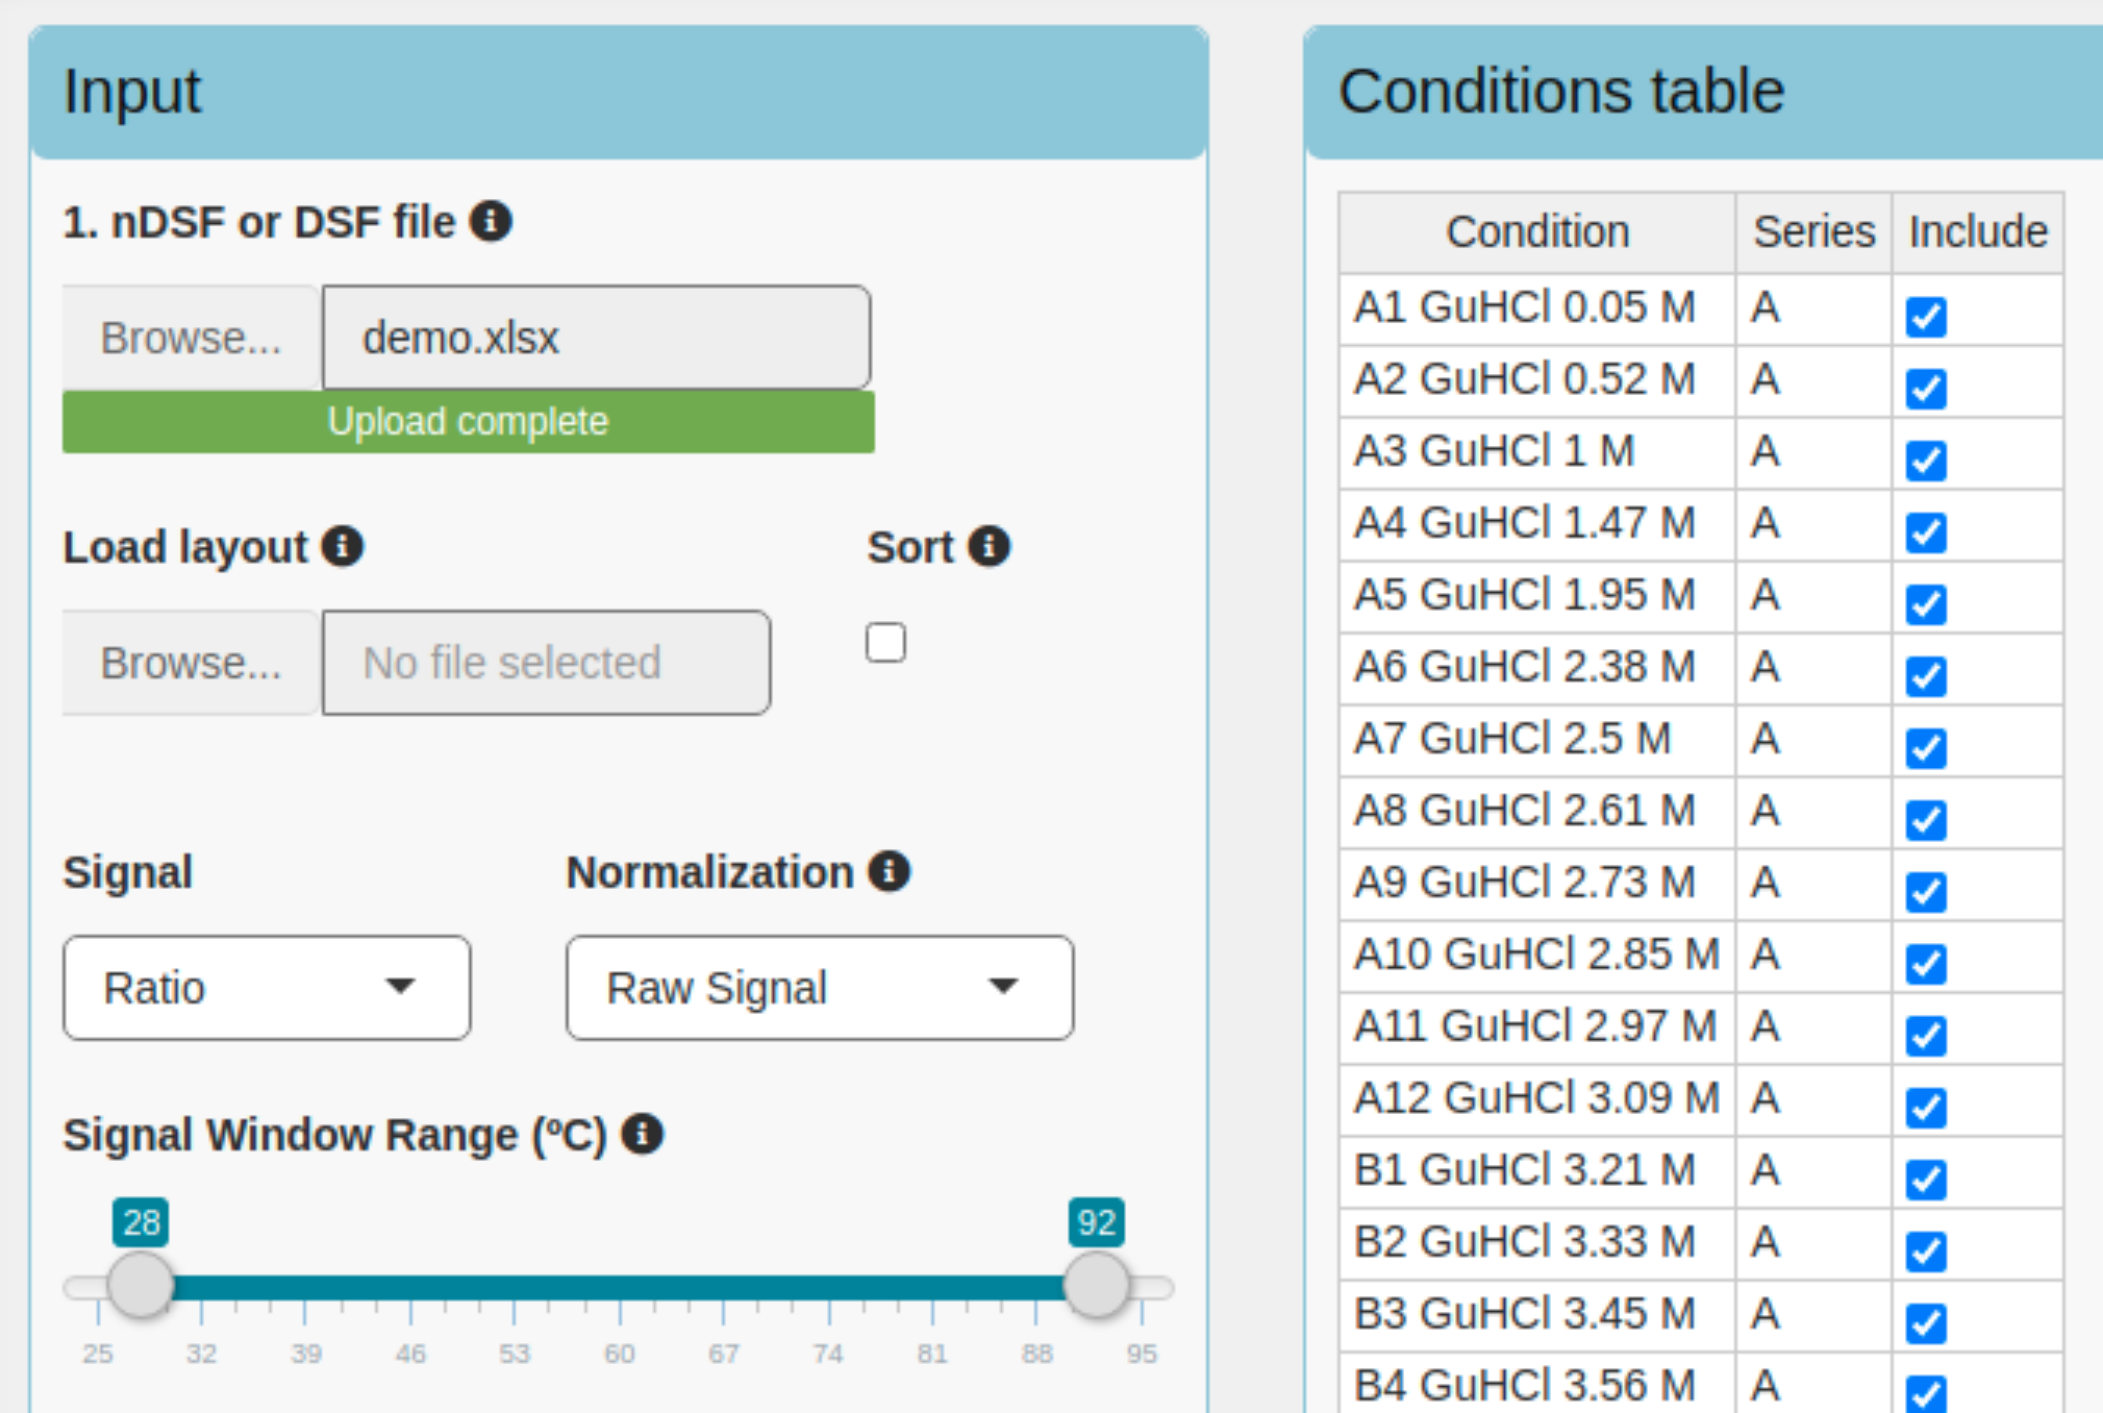 Input
1. nDSF or DSF file
Browse...
demo.xlsx
Upload complete
Load layout
Sort
Browse...
No file selected
Signal
Normalization
Ratio
Raw Signal
Signal Window Range (ºC)
28
92
25 32 39 46 53 60 67 74 81 88 95
Conditions table
Condition Series Include
A1 GuHCl 0.05 M A
A2 GuHCl 0.52 M A
A3 GuHCl 1 M A
A4 GuHCl 1.47 M A
A5 GuHCl 1.95 M A
A6 GuHCl 2.38 M A
A7 GuHCl 2.5 M A
A8 GuHCl 2.61 M A
A9 GuHCl 2.73 M A
A10 GuHCl 2.85 M A
A11 GuHCl 2.97 M A
A12 GuHCl 3.09 M A
B1 GuHCl 3.21 M A
B2 GuHCl 3.33 M A
B3 GuHCl 3.45 M A
B4 GuHCl 3.56 M A